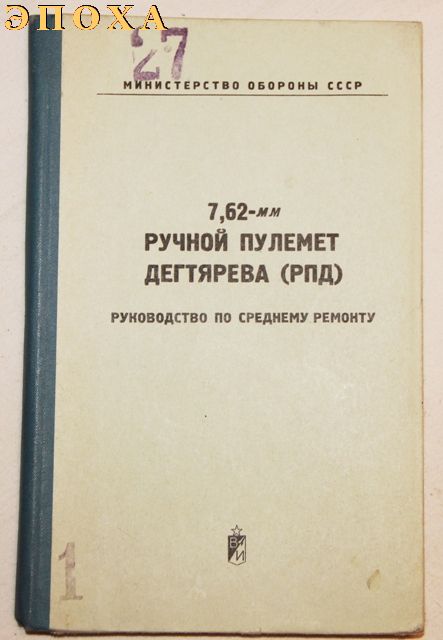 ЭПОХА
27
МИНИСТЕРСТВО ОБОРОНЫ СССР
7,62-мм
РУЧНОЙ ПУЛЕМЕТ
ДЕГТЯРЕВА (РПД)
РУКОВОДСТВО ПО СРЕДНЕМУ РЕМОНТУ
ВИ
1